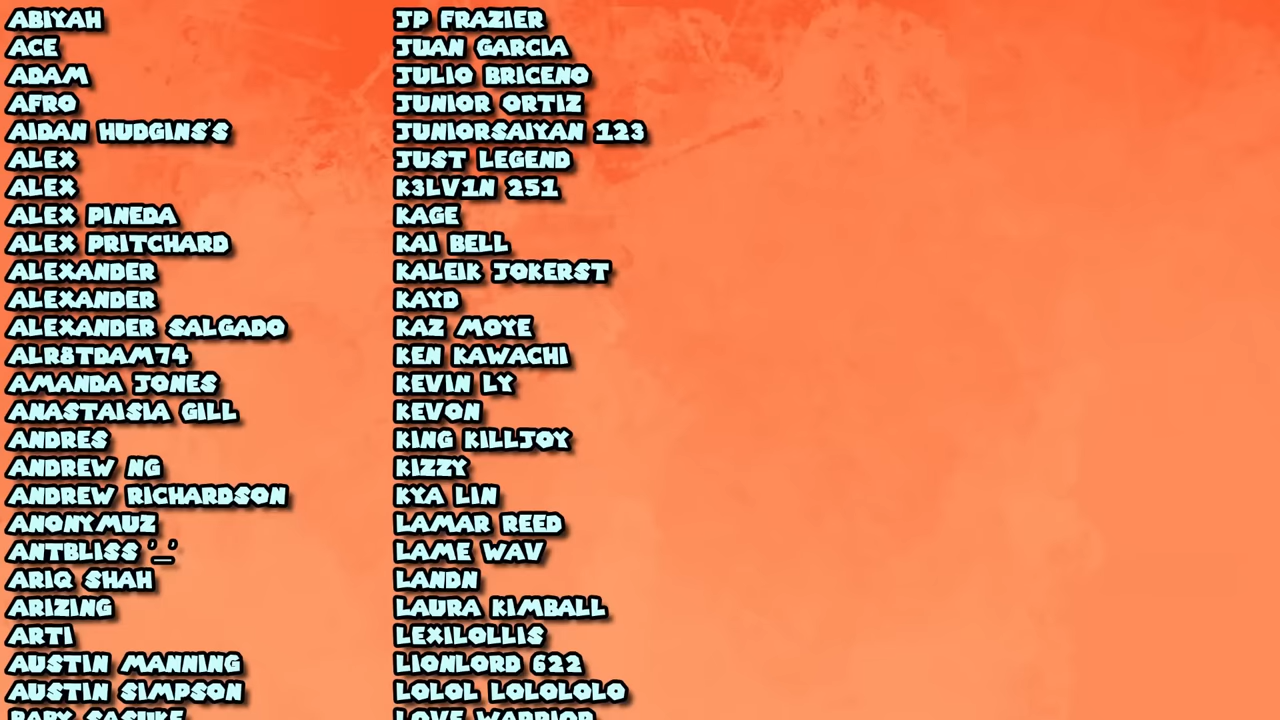 ABIYAH
ACE
ADAM
AFRO
AIDAN HUDGINS'S
ALEX
ALEX
ALEX PINEDA
ALEX PRITCHARD
ALEXANDER
ALEXANDER
ALEXANDER SALGADO
ALR8TDAM74
AMANDA JONES
ANASTAISIA GILL
ANDRES
ANDREW NG
ANDREW RICHARDSON
ANONYMUZ
ANTBLISS '_'
ARIQ SHAH
ARIZING
ARTI
AUSTIN MANNING
AUSTIN SIMPSON
BABY SASUKE
JP FRAZIER
JUAN GARCIA
JULIO BRICENO
JUNIOR ORTIZ
JUNIORSAIYAN 123
JUST LEGEND
K3LV1N 251
KAGE
KAI BELL
KALEIK JOKERST
KAYD
KAZ MOYE
KEN KAWACHI
KEVIN LY
KEVON
KING KILLJOY
KIZZY
KYA LIN
LAMAR REED
LAME WAV
LANDN
LAURA KIMBALL
LEXILOLLIS
LIONLORD 622
LOLOL LOLOLOLO
LOVE WARRIOR